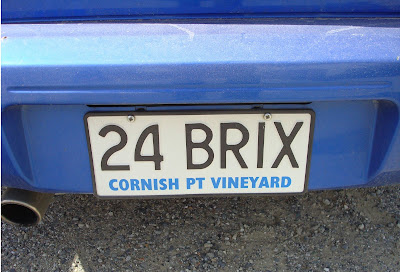 24 BRIX
CORNISH PT VINEYARD